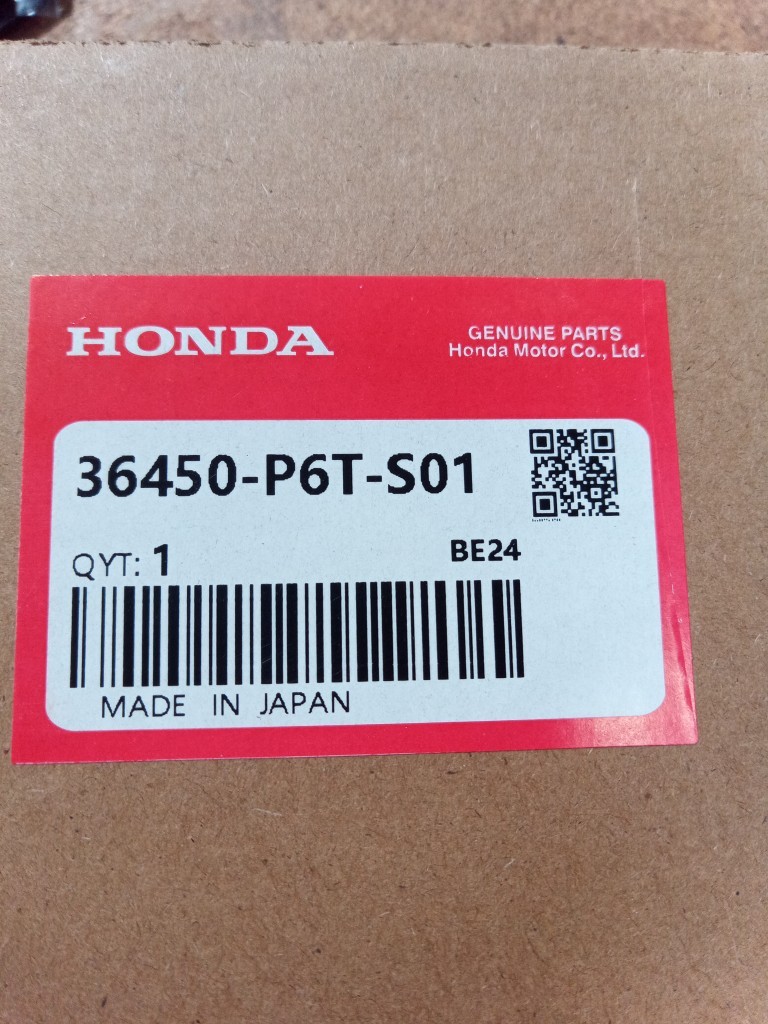 HONDA
GENUINE PARTS
Honda Motor Co., Ltd.
36450-P6T-S01
QYT: 1
BE24
MADE IN JAPAN